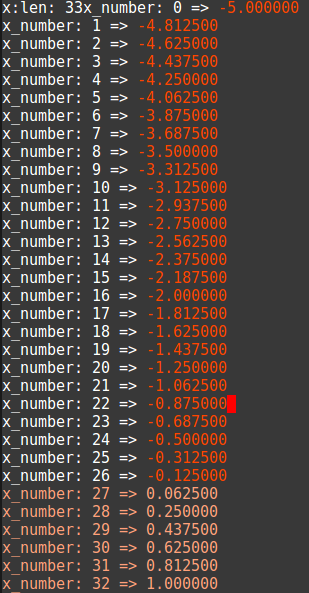 x:len: 33x_number: 0 => -5.000000
x_number: 1 => -4.812500
x_number: 2 => -4.625000
x_number: 3 => -4.437500
x_number: 4 => -4.250000
x_number: 5 => -4.062500
x_number: 6 => -3.875000
x_number: 7 => -3.687500
x_number: 8 => -3.500000
x_number: 9 => -3.312500
x_number: 10 => -3.125000
x_number: 11 => -2.937500
x_number: 12 => -2.750000
x_number: 13 => -2.562500
x_number: 14 => -2.375000
x_number: 15 => -2.187500
x_number: 16 => -2.000000
x_number: 17 => -1.812500
x_number: 18 => -1.625000
x_number: 19 => -1.437500
x_number: 20 => -1.250000
x_number: 21 => -1.062500
x_number: 22 => -0.875000
x_number: 23 => -0.687500
x_number: 24 => -0.500000
x_number: 25 => -0.312500
x_number: 26 => -0.125000
x_number: 27 => 0.062500
x_number: 28 => 0.250000
x_number: 29 => 0.437500
x_number: 30 => 0.625000
x_number: 31 => 0.812500
x_number: 32 => 1.000000